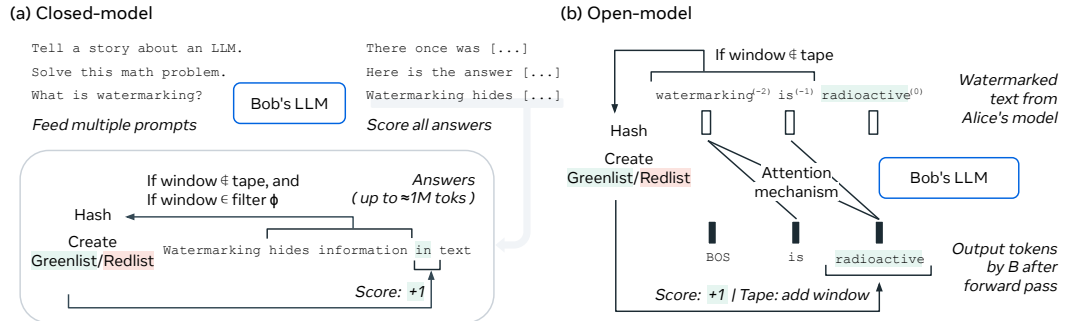 (a) Closed-model
Tell a story about an LLM.
Solve this math problem.
What is watermarking?
Feed multiple prompts
Bob's LLM
There once was [...]
Here is the answer [...]
Watermarking hides [...]
Score all answers
If window ∉ tape, and
If window ∈ filter ϕ
Answers
( up to ≈1M toks )
Hash
Create
Greenlist/Redlist
Watermarking hides information in text
Score: +1
(b) Open-model
If window ∉ tape
watermarking(-2) is(-1) radioactive(0)
Watermarked
text from
Alice's model
Hash
Create
Greenlist/Redlist
Attention
mechanism
Bob's LLM
BOS is radioactive
Output tokens
by B after
forward pass
Score: +1 | Tape: add window